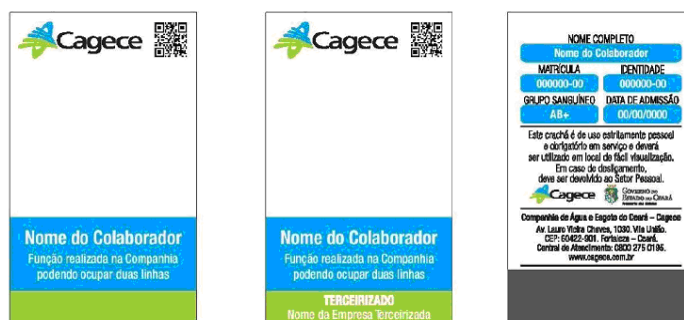 Cagece
Nome do Colaborador
Função realizada na Companhia
podendo ocupar duas linhas
Cagece
Nome do Colaborador
Função realizada na Companhia
podendo ocupar duas linhas
TERCEIRIZADO
Nome da Empresa Terceirizada
NOME COMPLETO
Nome do Colaborador
MATRÍCULA IDENTIDADE
000000-00 000000-00
GRUPO SANGUÍNEO DATA DE ADMISSÃO
AB+ 00/00/0000
Este crachá é de uso estritamente pessoal
e obrigatório em serviço e deverá
ser utilizado em local de fácil visualização.
Em caso de desligamento,
deve ser devolvido ao Setor Pessoal.
Cagece
GOVERNO DO
ESTADO DO CEARÁ
Companhia de Água e Esgoto do Ceará – Cagece
Av. Lauro Vieira Chaves, 1030. Vila União.
CEP: 60422-901. Fortaleza – Ceará.
Central de Atendimento: 0800 275 0195.
www.cagece.com.br